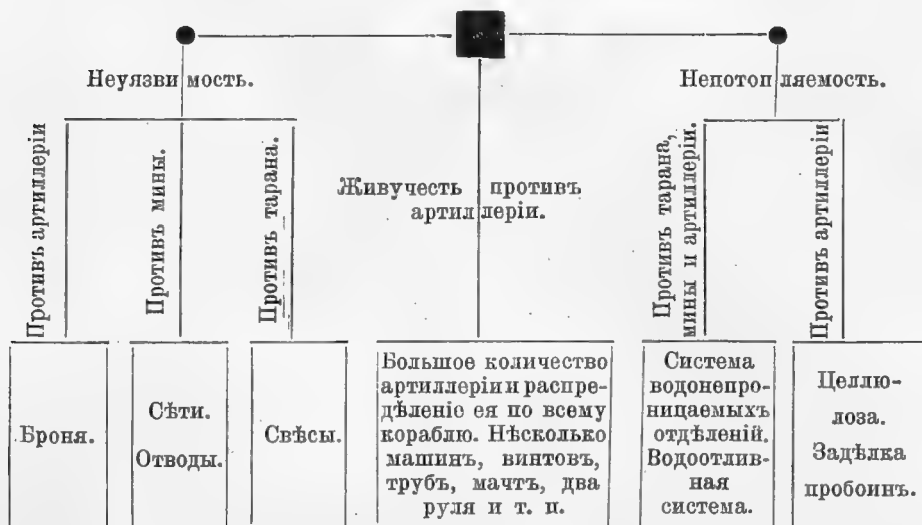 Неуязвимость.
Непотопляемость.
Живучесть противъ
артиллеріи.
Противъ артиллеріи
Противъ мины.
Противъ тарана.
Противъ тарана,
мины и артиллеріи.
Противъ артиллеріи
Броня.
Сѣти.
Отводы.
Свѣсы.
Большое количество
артиллеріи и распре-
дѣленіе ея по всему
кораблю. Нѣсколько
машинъ, винтовъ,
трубъ, мачтъ, два
руля и т. п.
Система
водонепро-
ницаемыхъ
отдѣленій.
Водоотлив-
ная
система.
Целлю-
лоза.
Задѣлка
пробоинъ.